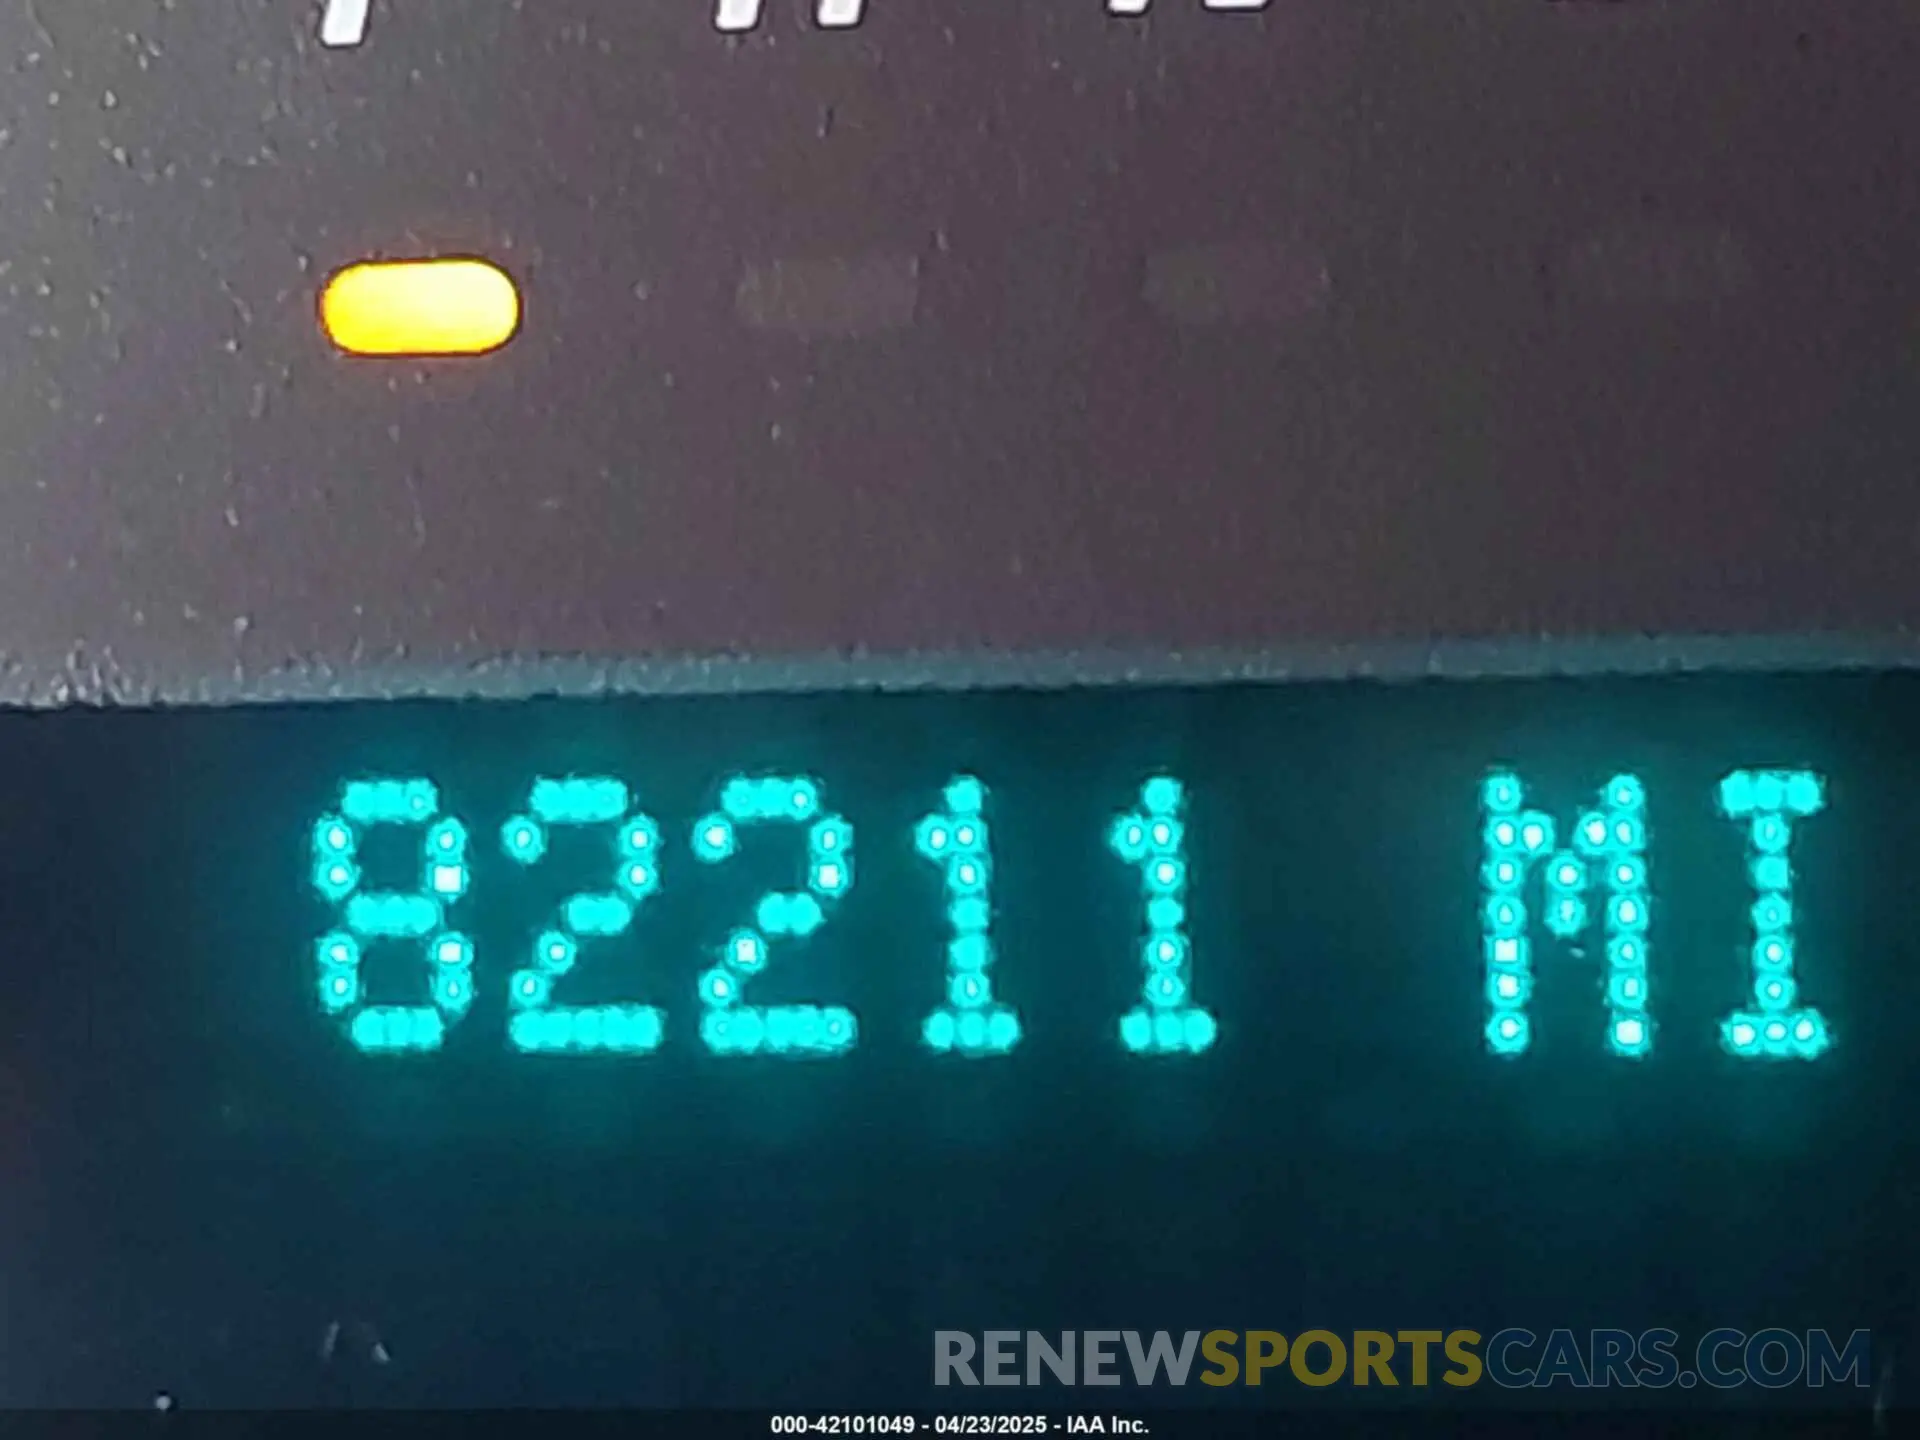 82211 MI
RENEWSPORTSCARS.COM
000-42101049 - 04/23/2025 - IAA Inc.